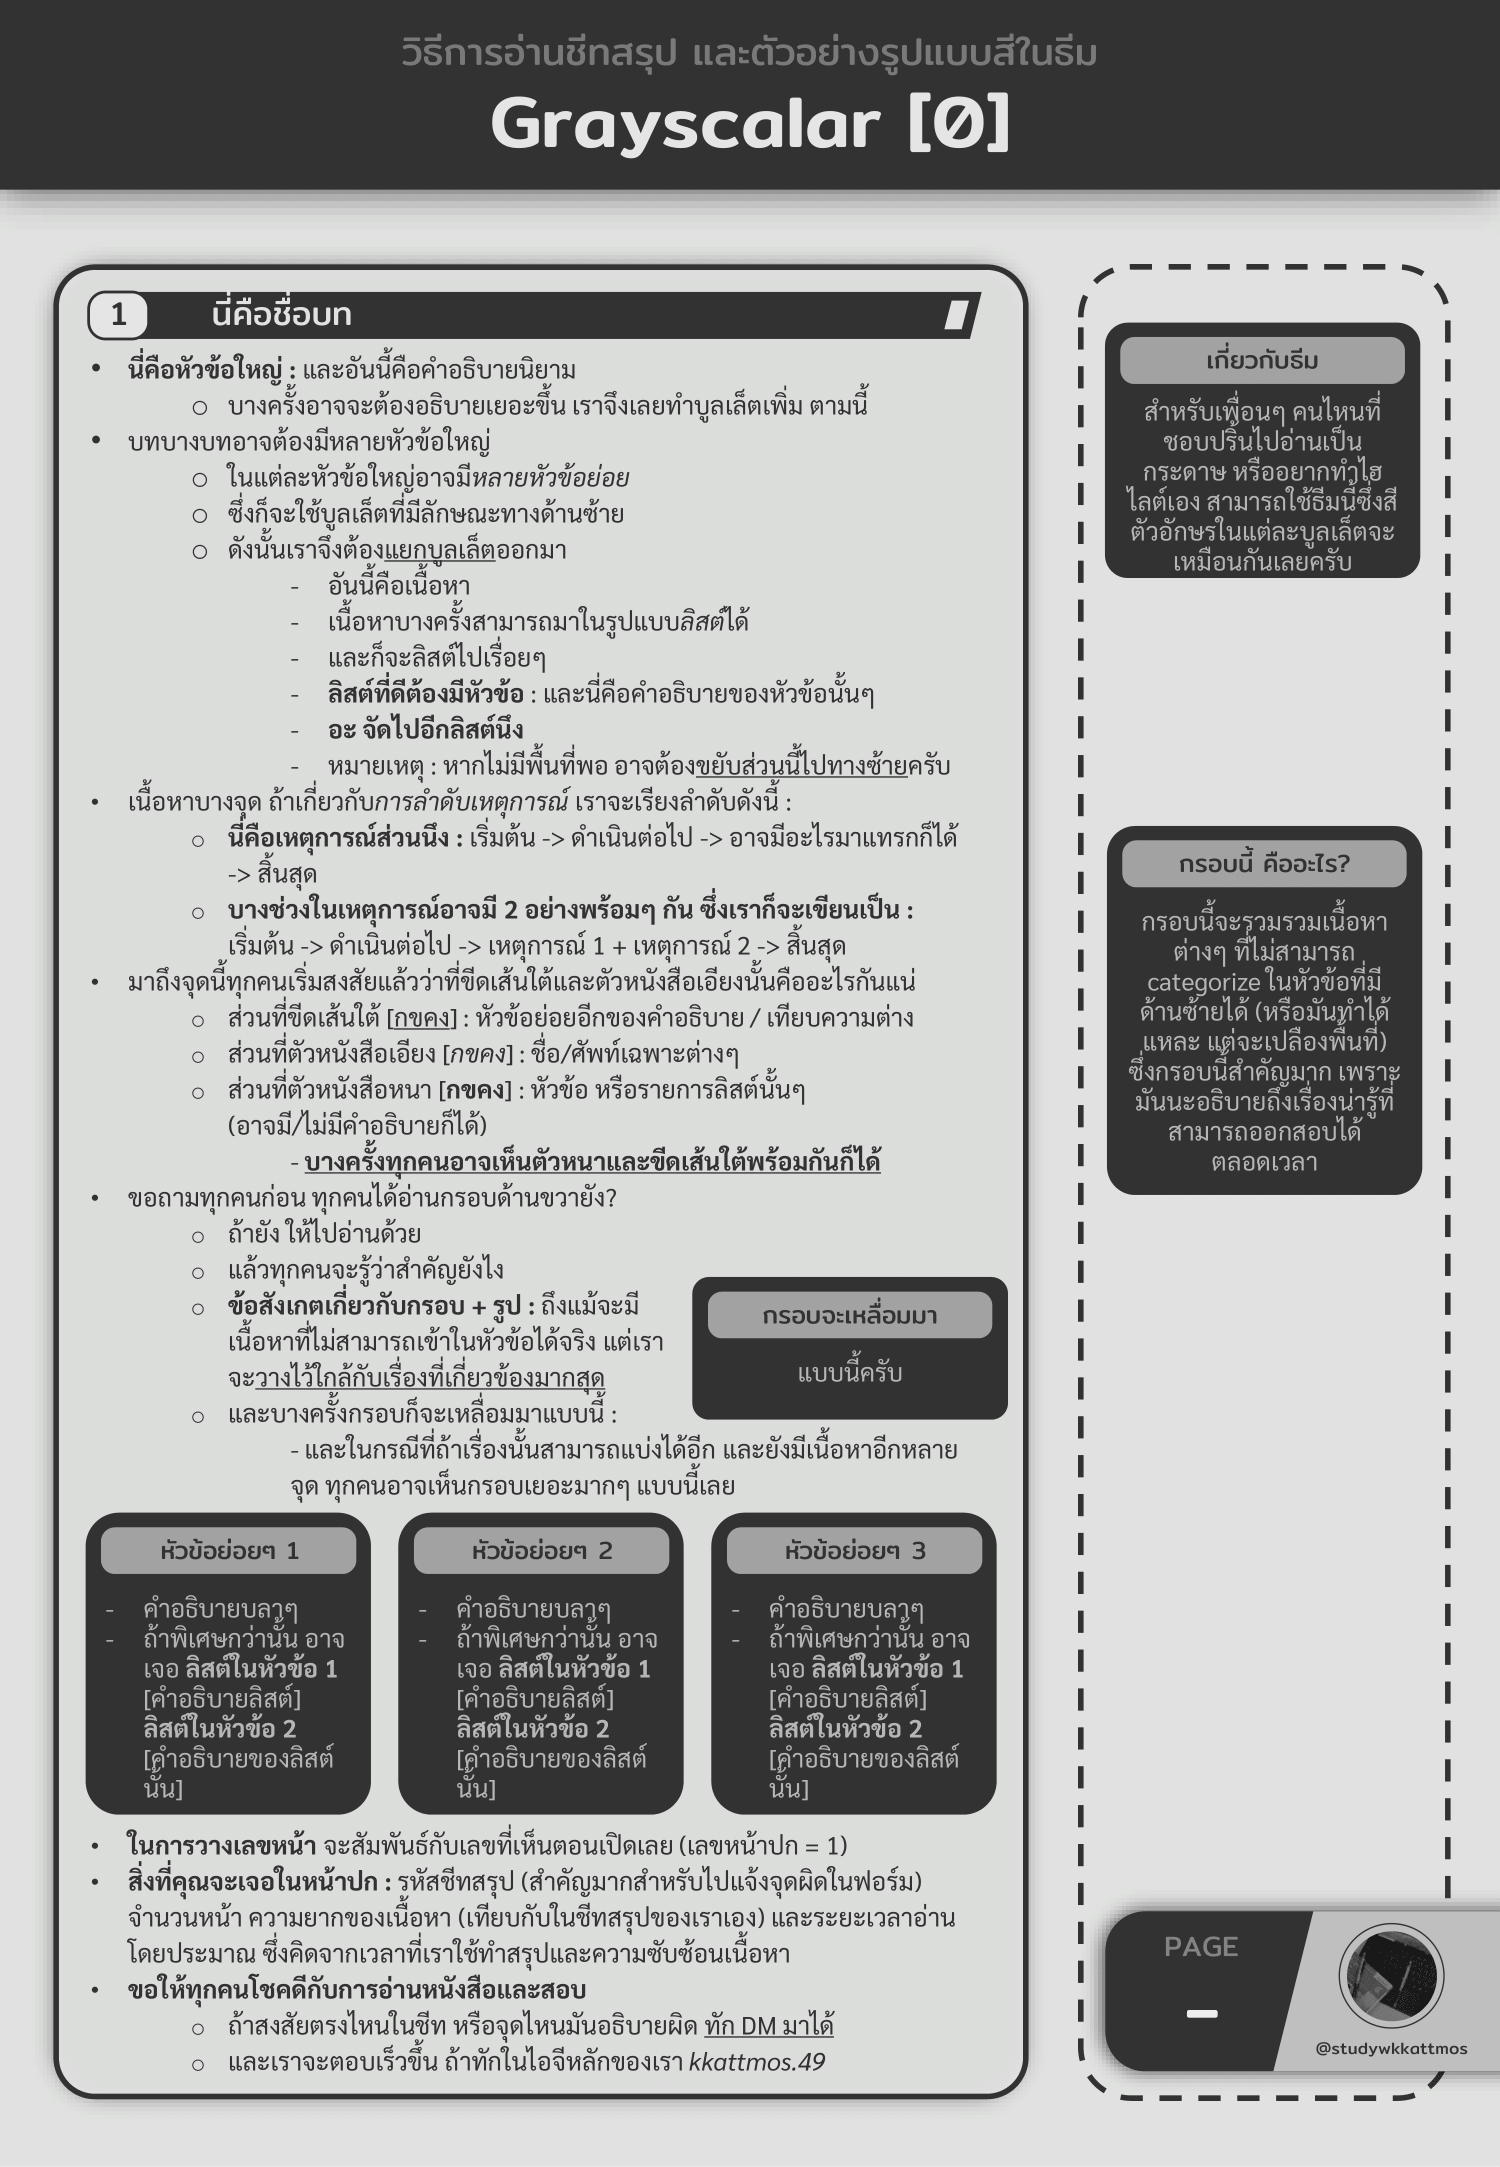 วิธีการอ่านชีทสรุป และตัวอย่างรูปแบบสีในธีม
Grayscalar [0]
1 นี่คือชื่อบท
• นี่คือหัวข้อใหญ่ : และอันนี้คือคำอธิบายนิยาม
o บางครั้งอาจจะต้องอธิบายเยอะขึ้น เราจึงเลยทำบูลเล็ตเพิ่ม ตามนี้
• บทบางบทอาจต้องมีหลายหัวข้อใหญ่
o ในแต่ละหัวข้อใหญ่อาจมีหลายหัวข้อย่อย
o ซึ่งก็จะใช้บูลเล็ตที่มีลักษณะทางด้านซ้าย
o ดังนั้นเราจึงต้องแยกบูลเล็ตออกมา
- อันนี้คือเนื้อหา
- เนื้อหาบางครั้งสามารถมาในรูปแบบลิสต์ได้
- และก็จะลิสต์ไปเรื่อยๆ
- ลิสต์ที่ดีต้องมีหัวข้อ : และนี่คือคำอธิบายของหัวข้อนั้นๆ
- อะ จัดไปอีกลิสต์นึง
- หมายเหตุ : หากไม่มีพื้นที่พอ อาจต้องขยับส่วนนี้ไปทางซ้ายครับ
• เนื้อหาบางจุด ถ้าเกี่ยวกับการลำดับเหตุการณ์ เราจะเรียงลำดับดังนี้ :
o นี่คือเหตุการณ์ส่วนนึง : เริ่มต้น -> ดำเนินต่อไป -> อาจมีอะไรมาแทรกก็ได้
-> สิ้นสุด
o บางช่วงในเหตุการณ์อาจมี 2 อย่างพร้อมๆ กัน ซึ่งเราก็จะเขียนเป็น :
เริ่มต้น -> ดำเนินต่อไป -> เหตุการณ์ 1 + เหตุการณ์ 2 -> สิ้นสุด
• มาถึงจุดนี้ทุกคนเริ่มสงสัยแล้วว่าที่ขีดเส้นใต้และตัวหนังสือเอียงนั้นคืออะไรกันแน่
o ส่วนที่ขีดเส้นใต้ [กขคง] : หัวข้อย่อยอีกของคำอธิบาย / เทียบความต่าง
o ส่วนที่ตัวหนังสือเอียง [กขคง] : ชื่อ/ศัพท์เฉพาะต่างๆ
o ส่วนที่ตัวหนังสือหนา [กขคง] : หัวข้อ หรือรายการลิสต์นั้นๆ
(อาจมี/ไม่มีคำอธิบายก็ได้)
- บางครั้งทุกคนอาจเห็นตัวหนาและขีดเส้นใต้พร้อมกันก็ได้
• ขอถามทุกคนก่อน ทุกคนได้อ่านกรอบด้านขวายัง?
o ถ้ายัง ให้ไปอ่านด้วย
o แล้วทุกคนจะรู้ว่าสำคัญยังไง
o ข้อสังเกตเกี่ยวกับกรอบ + รูป : ถึงแม้จะมี
เนื้อหาที่ไม่สามารถเข้าในหัวข้อได้จริง แต่เรา
จะวางไว้ใกล้กับเรื่องที่เกี่ยวข้องมากสุด
o และบางครั้งกรอบก็จะเหลื่อมมาแบบนี้ :
กรอบจะเหลื่อมมา
แบบนี้ครับ
- และในกรณีที่ถ้าเรื่องนั้นสามารถแบ่งได้อีก และยังมีเนื้อหาอีกหลาย
จุด ทุกคนอาจเห็นกรอบเยอะมากๆ แบบนี้เลย
หัวข้อย่อยๆ 1
- คำอธิบายบลาๆ
- ถ้าพิเศษกว่านั้น อาจ
เจอ ลิสต์ในหัวข้อ 1
[คำอธิบายลิสต์]
ลิสต์ในหัวข้อ 2
[คำอธิบายของลิสต์
นั้น]
หัวข้อย่อยๆ 2
- คำอธิบายบลาๆ
- ถ้าพิเศษกว่านั้น อาจ
เจอ ลิสต์ในหัวข้อ 1
[คำอธิบายลิสต์]
ลิสต์ในหัวข้อ 2
[คำอธิบายของลิสต์
นั้น]
หัวข้อย่อยๆ 3
- คำอธิบายบลาๆ
- ถ้าพิเศษกว่านั้น อาจ
เจอ ลิสต์ในหัวข้อ 1
[คำอธิบายลิสต์]
ลิสต์ในหัวข้อ 2
[คำอธิบายของลิสต์
นั้น]
• ในการวางเลขหน้า จะสัมพันธ์กับเลขที่เห็นตอนเปิดเลย (เลขหน้าปก = 1)
• สิ่งที่คุณจะเจอในหน้าปก : รหัสชีทสรุป (สำคัญมากสำหรับไปแจ้งจุดผิดในฟอร์ม)
จำนวนหน้า ความยากของเนื้อหา (เทียบกับในชีทสรุปของเราเอง) และระยะเวลาอ่าน
โดยประมาณ ซึ่งคิดจากเวลาที่เราใช้ทำสรุปและความซับซ้อนเนื้อหา
• ขอให้ทุกคนโชคดีกับการอ่านหนังสือและสอบ
o ถ้าสงสัยตรงไหนในชีท หรือจุดไหนมันอธิบายผิด ทัก DM มาได้
o และเราจะตอบเร็วขึ้น ถ้าทักในไอจีหลักของเรา kkattmos.49
เกี่ยวกับธีม
สำหรับเพื่อนๆ คนไหนที่
ชอบปริ้นไปอ่านเป็น
กระดาษ หรืออยากทำไฮ
ไลต์เอง สามารถใช้ธีมนี้ซึ่งสี
ตัวอักษรในแต่ละบูลเล็ตจะ
เหมือนกันเลยครับ
กรอบนี้ คืออะไร?
กรอบนี้จะรวมรวมเนื้อหา
ต่างๆ ที่ไม่สามารถ
categorize ในหัวข้อที่มี
ด้านซ้ายได้ (หรือมันทำได้
แหละ แต่จะเปลืองพื้นที่)
ซึ่งกรอบนี้สำคัญมาก เพราะ
มันนะอธิบายถึงเรื่องน่ารู้ที่
สามารถออกสอบได้
ตลอดเวลา
PAGE
-
@studywkkattmos